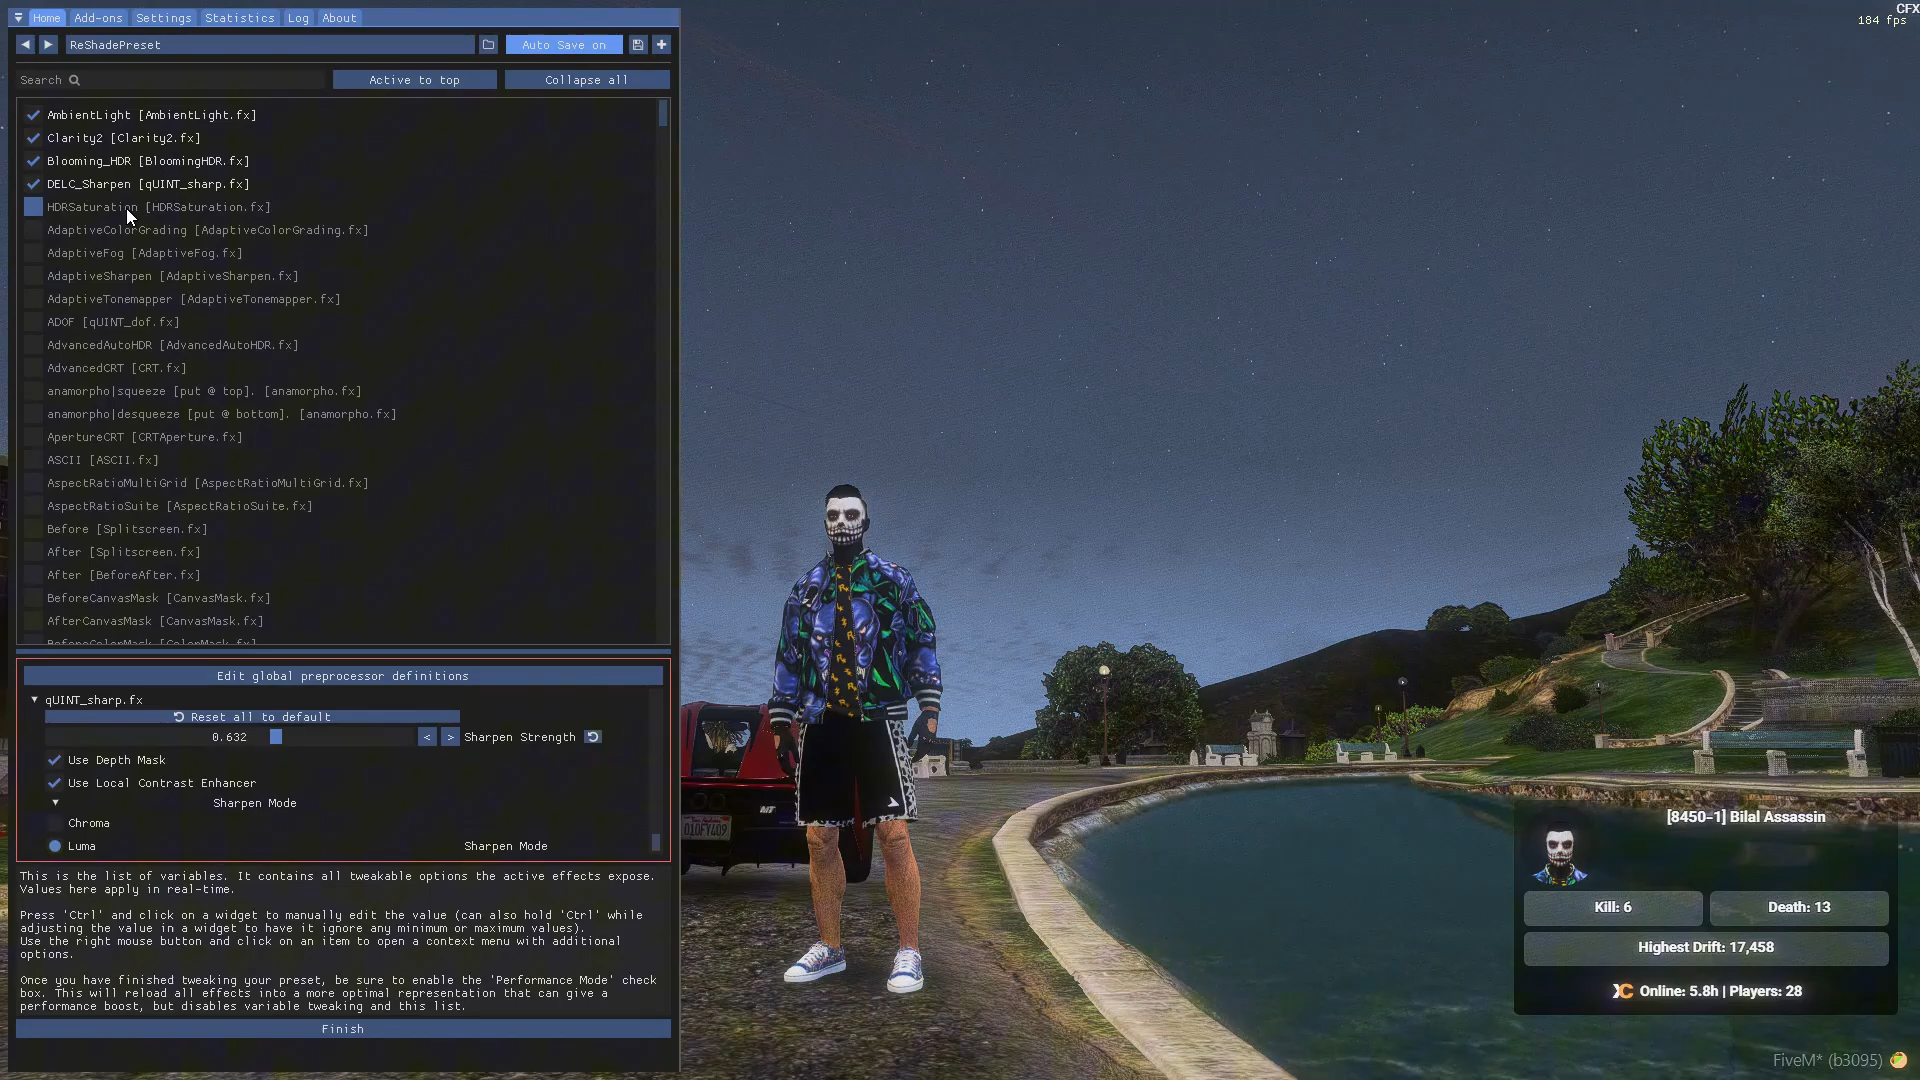 Home Add-ons Settings Statistics Log About
ReShadePreset Auto Save on
Search Active to top Collapse all
AmbientLight [AmbientLight.fx]
Clarity2 [Clarity2.fx]
Blooming_HDR [BloomingHDR.fx]
DELC_Sharpen [qUINT_sharp.fx]
HDRSaturation [HDRSaturation.fx]
AdaptiveColorGrading [AdaptiveColorGrading.fx]
AdaptiveFog [AdaptiveFog.fx]
AdaptiveSharpen [AdaptiveSharpen.fx]
AdaptiveTonemapper [AdaptiveTonemapper.fx]
ADOF [qUINT_dof.fx]
AdvancedAutoHDR [AdvancedAutoHDR.fx]
AdvancedCRT [CRT.fx]
anamorpho|squeeze [put @ top]. [anamorpho.fx]
anamorpho|desqueeze [put @ bottom]. [anamorpho.fx]
ApertureCRT [CRTAperture.fx]
ASCII [ASCII.fx]
AspectRatioMultiGrid [AspectRatioMultiGrid.fx]
AspectRatioSuite [AspectRatioSuite.fx]
Before [Splitscreen.fx]
After [Splitscreen.fx]
After [BeforeAfter.fx]
BeforeCanvasMask [CanvasMask.fx]
AfterCanvasMask [CanvasMask.fx]
BeforeColorMask [ColorMask.fx]
Edit global preprocessor definitions
qUINT_sharp.fx
Reset all to default
0.632 < > Sharpen Strength
Use Depth Mask
Use Local Contrast Enhancer
Sharpen Mode
Chroma
Luma Sharpen Mode
This is the list of variables. It contains all tweakable options the active effects expose.
Values here apply in real-time.
Press 'Ctrl' and click on a widget to manually edit the value (can also hold 'Ctrl' while
adjusting the value in a widget to have it ignore any minimum or maximum values).
Use the right mouse button and click on an item to open a context menu with additional
options.
Once you have finished tweaking your preset, be sure to enable the 'Performance Mode' check
box. This will reload all effects into a more optimal representation that can give a
performance boost, but disables variable tweaking and this list.
Finish
CFX
184 fps
MT
01DFY409
[8450-1] Bilal Assassin
Kill: 6 Death: 13
Highest Drift: 17,458
Online: 5.8h | Players: 28
FiveM* (b3095)